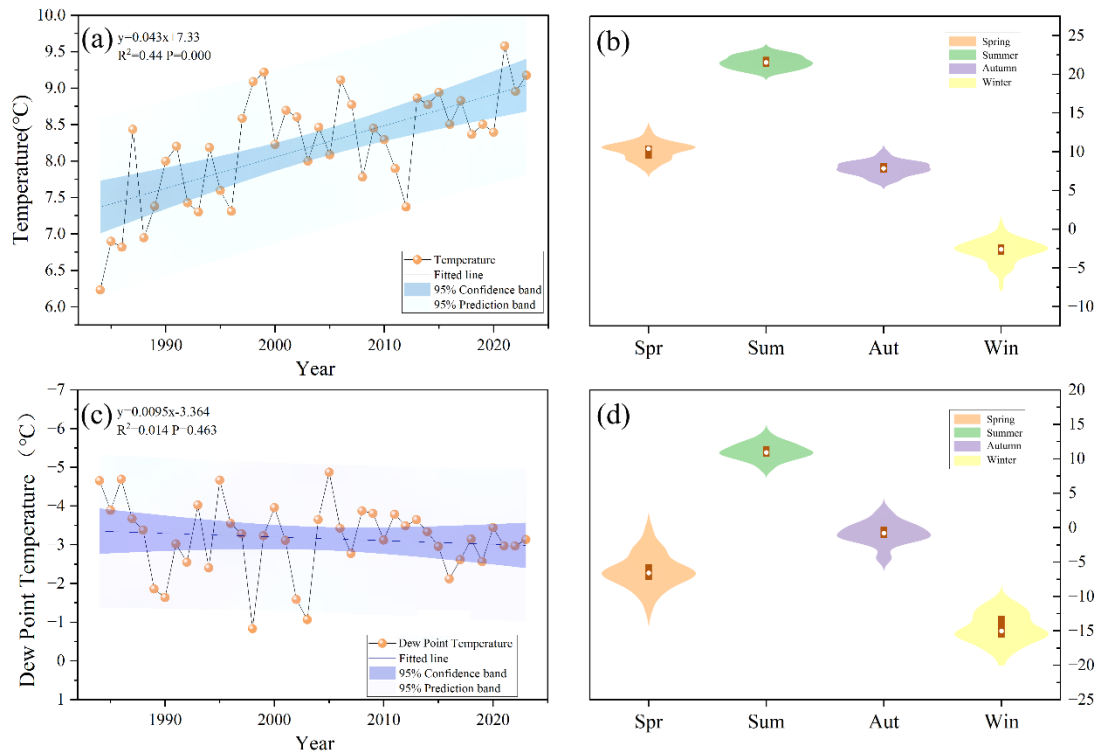 (a)
y=0.043x+7.33
R²=0.44 P=0.000
Temperature(℃)
10.0
9.5
9.0
8.5
8.0
7.5
7.0
6.5
6.0
Temperature
Fitted line
95% Confidence band
95% Prediction band
1990
2000
2010
2020
Year
(b)
Spring
Summer
Autumn
Winter
25
20
15
10
5
0
−5
−10
Spr
Sum
Aut
Win
(c)
y=0.0095x-3.364
R²=0.014 P=0.463
Dew Point Temperature (℃)
−7
−6
−5
−4
−3
−2
−1
0
1
Dew Point Temperature
Fitted line
95% Confidence band
95% Prediction band
1990
2000
2010
2020
Year
(d)
Spring
Summer
Autumn
Winter
20
15
10
5
0
−5
−10
−15
−20
−25
Spr
Sum
Aut
Win